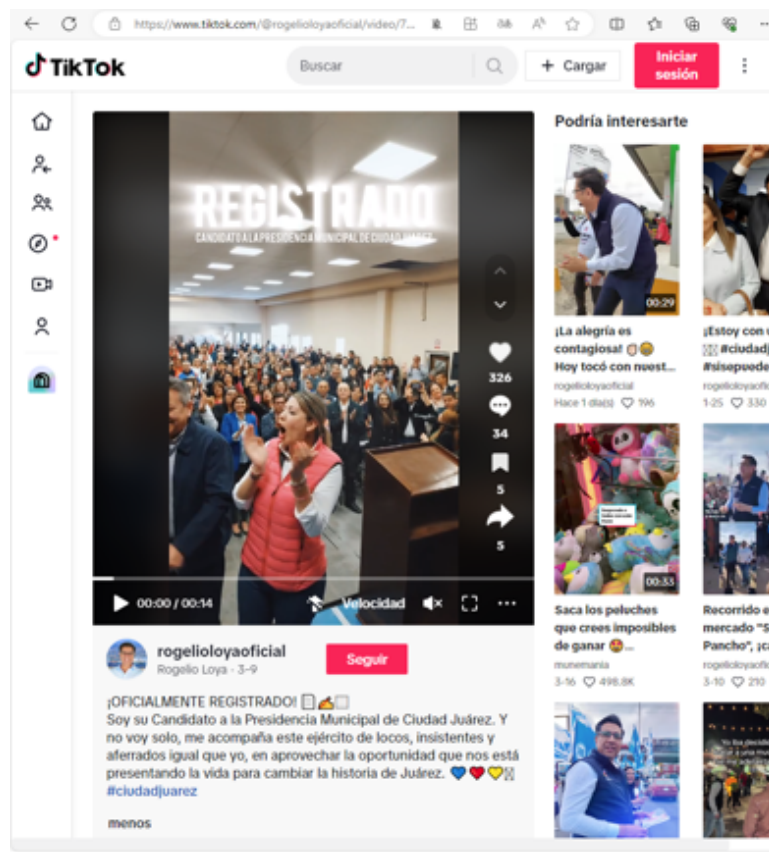 https://www.tiktok.com/@rogelioloyaoficial/video/7...
TikTok
Buscar
+ Cargar
Iniciar sesión
REGISTRADO
CANDIDATO A LA PRESIDENCIA MUNICIPAL DE CIUDAD JUÁREZ
326
34
5
5
00:00 / 00:14
Velocidad
rogelioloyaoficial
Rogelio Loya · 3-9
Seguir
¡OFICIALMENTE REGISTRADO!
Soy su Candidato a la Presidencia Municipal de Ciudad Juárez. Y
no voy solo, me acompaña este ejército de locos, insistentes y
aferrados igual que yo, en aprovechar la oportunidad que nos está
presentando la vida para cambiar la historia de Juárez. 💙❤️💛
#ciudadjuarez
menos
Podría interesarte
00:29
¡La alegría es
contagiosa!
Hoy tocó con nuest...
rogelioloyaoficial
Hace 1 día(s) 196
¡Estoy con u
#ciudadj
#sisepuede
rogelioloyaofic
1-25 330
00:33
Saca los peluches
que crees imposibles
de ganar 🤩...
munemania
3-16 498.8K
Recorrido e
mercado "S
Pancho", ¡ca
rogelioloyaofic
3-10 210